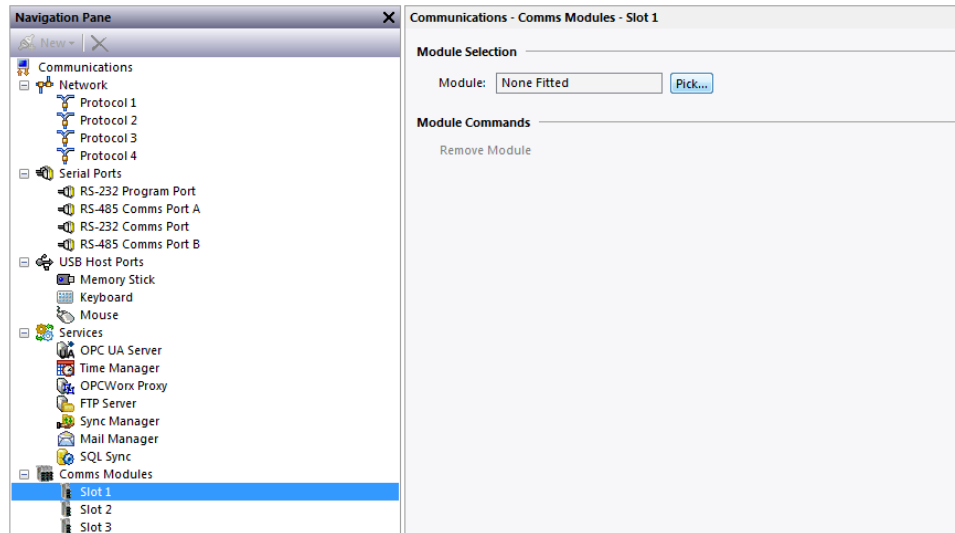 Navigation Pane
New
Communications
Network
Protocol 1
Protocol 2
Protocol 3
Protocol 4
Serial Ports
RS-232 Program Port
RS-485 Comms Port A
RS-232 Comms Port
RS-485 Comms Port B
USB Host Ports
Memory Stick
Keyboard
Mouse
Services
OPC UA Server
Time Manager
OPCWorx Proxy
FTP Server
Sync Manager
Mail Manager
SQL Sync
Comms Modules
Slot 1
Slot 2
Slot 3
Communications - Comms Modules - Slot 1
Module Selection
Module: None Fitted Pick...
Module Commands
Remove Module